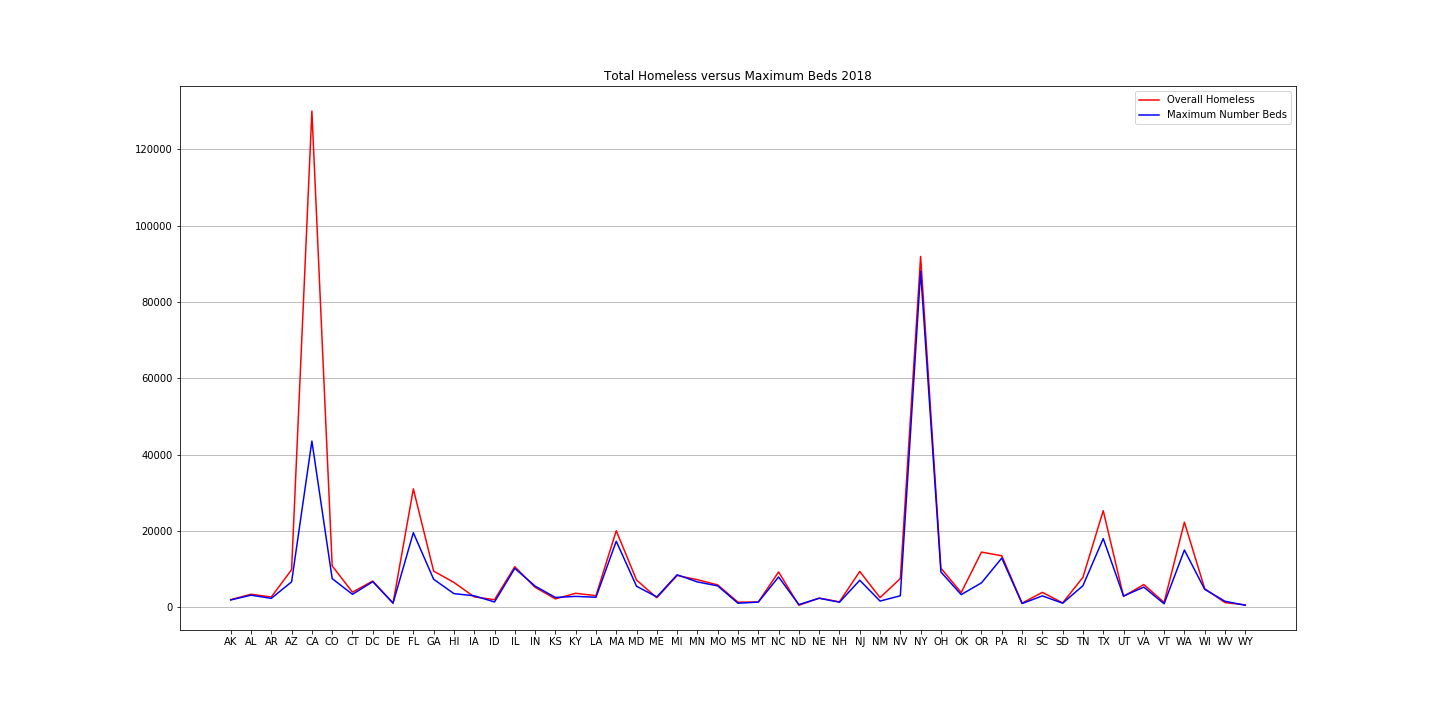 Total Homeless versus Maximum Beds 2018
Overall Homeless
Maximum Number Beds
120000
100000
80000
60000
40000
20000
0
AK AL AR AZ CA CO CT DC DE FL GA HI IA ID IL IN KS KY LA MA MD ME MI MN MO MS MT NC ND NE NH NJ NM NV NY OH OK OR PA RI SC SD TN TX UT VA VT WA WI WV WY